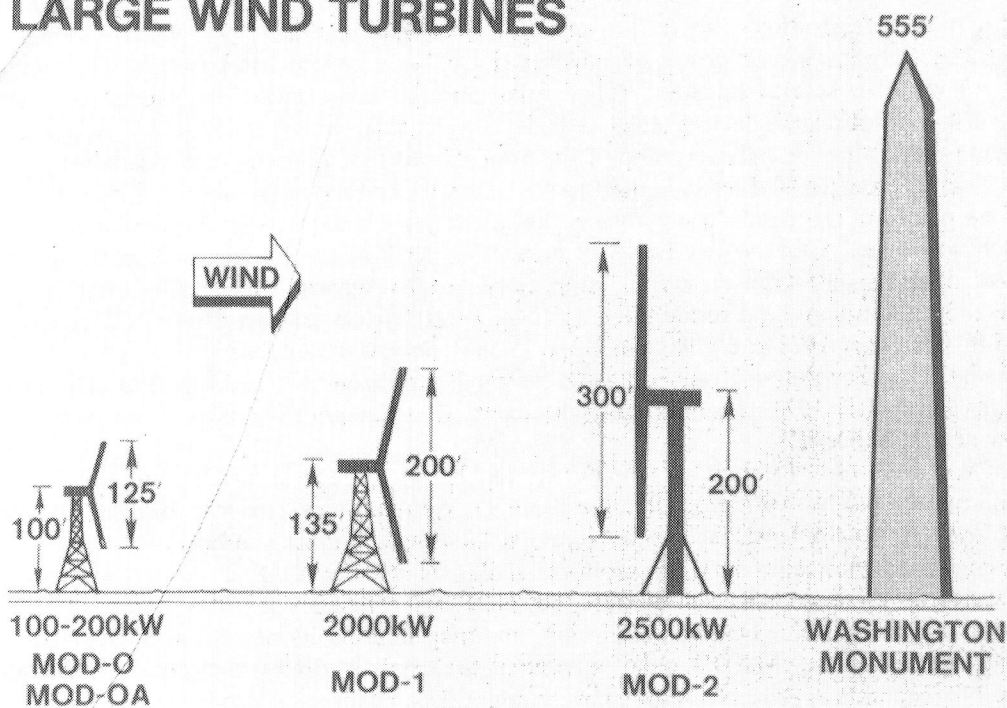 LARGE WIND TURBINES
555'
WIND
300'
200'
200'
125'
135'
100'
100-200kW
2000kW
2500kW
WASHINGTON
MONUMENT
MOD-O
MOD-OA
MOD-1
MOD-2